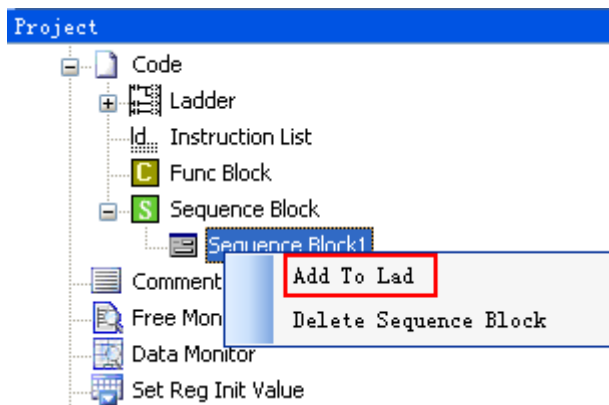 Project
Code
Ladder
Instruction List
Func Block
Sequence Block
Sequence Block1
Add To Lad
Comment
Free Mon
Delete Sequence Block
Data Monitor
Set Reg Init Value